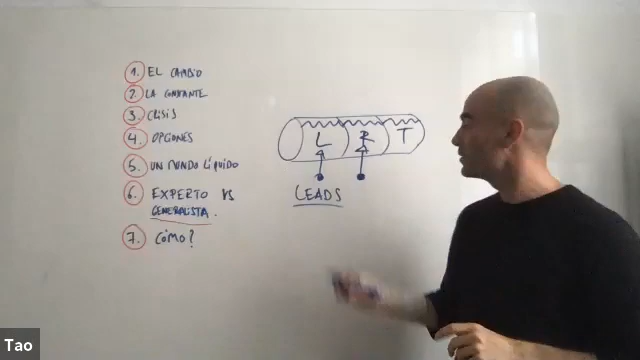 1. EL CAMBIO
2. LA CONSTANTE
3. CRISIS
4. OPCIONES
5. UN MUNDO LÍQUIDO
6. EXPERTO VS
GENERALISTA.
7. CÓMO?
L R T
LEADS
Tao